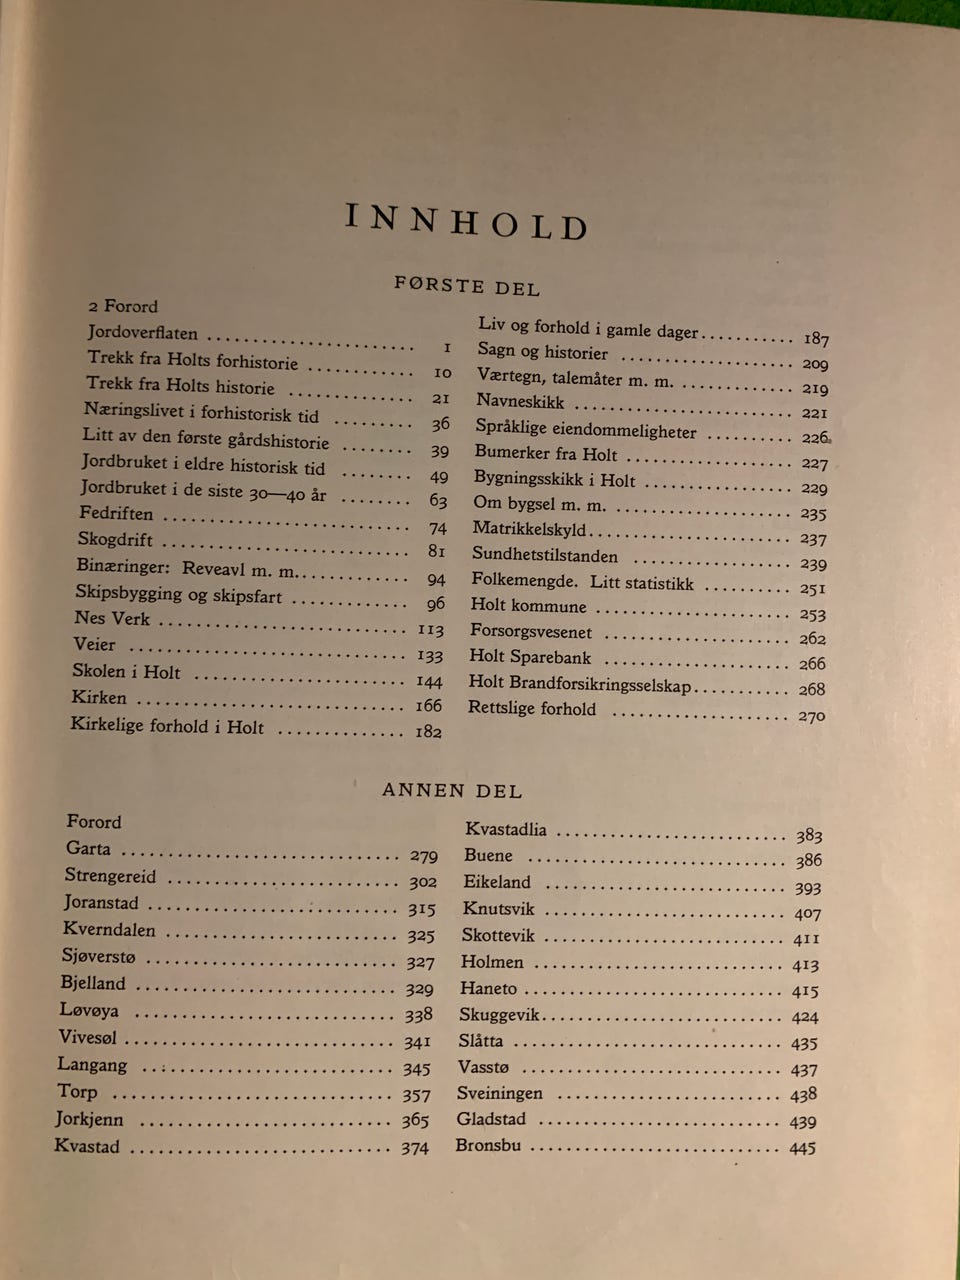 INNHOLD
FØRSTE DEL
2 Forord
Jordoverflaten ........................ 1
Trekk fra Holts forhistorie ............ 10
Trekk fra Holts historie .............. 21
Næringslivet i forhistorisk tid ......... 36
Litt av den første gårdshistorie ........ 39
Jordbruket i eldre historisk tid ........ 49
Jordbruket i de siste 30—40 år ........ 63
Fedriften ............................ 74
Skogdrift ............................ 81
Binæringer: Reveavl m. m............. 94
Skipsbygging og skipsfart ............. 96
Nes Verk ............................ 113
Veier ............................... 133
Skolen i Holt ........................ 144
Kirken .............................. 166
Kirkelige forhold i Holt .............. 182
Liv og forhold i gamle dager........... 187
Sagn og historier .................... 209
Værtegn, talemåter m. m. ............. 219
Navneskikk .......................... 221
Språklige eiendommeligheter .......... 226
Bumerker fra Holt .................... 227
Bygningsskikk i Holt ................. 229
Om bygsel m. m. ..................... 235
Matrikkelskyld........................ 237
Sundhetstilstanden ................... 239
Folkemengde. Litt statistikk .......... 251
Holt kommune ....................... 253
Forsorgsvesenet ...................... 262
Holt Sparebank ...................... 266
Holt Brandforsikringsselskap........... 268
Rettslige forhold ..................... 270
ANNEN DEL
Forord
Garta ................................ 279
Strengereid .......................... 302
Joranstad ............................ 315
Kverndalen .......................... 325
Sjøverstø ............................ 327
Bjelland ............................. 329
Løvøya .............................. 338
Vivesøl .............................. 341
Langang ............................. 345
Torp ................................ 357
Jorkjenn ............................. 365
Kvastad ............................. 374
Kvastadlia ........................... 383
Buene ............................... 386
Eikeland ............................. 393
Knutsvik ............................. 407
Skottevik ............................ 411
Holmen ............................. 413
Haneto .............................. 415
Skuggevik............................ 424
Slåtta ............................... 435
Vasstø .............................. 437
Sveiningen .......................... 438
Gladstad ............................ 439
Bronsbu ............................. 445